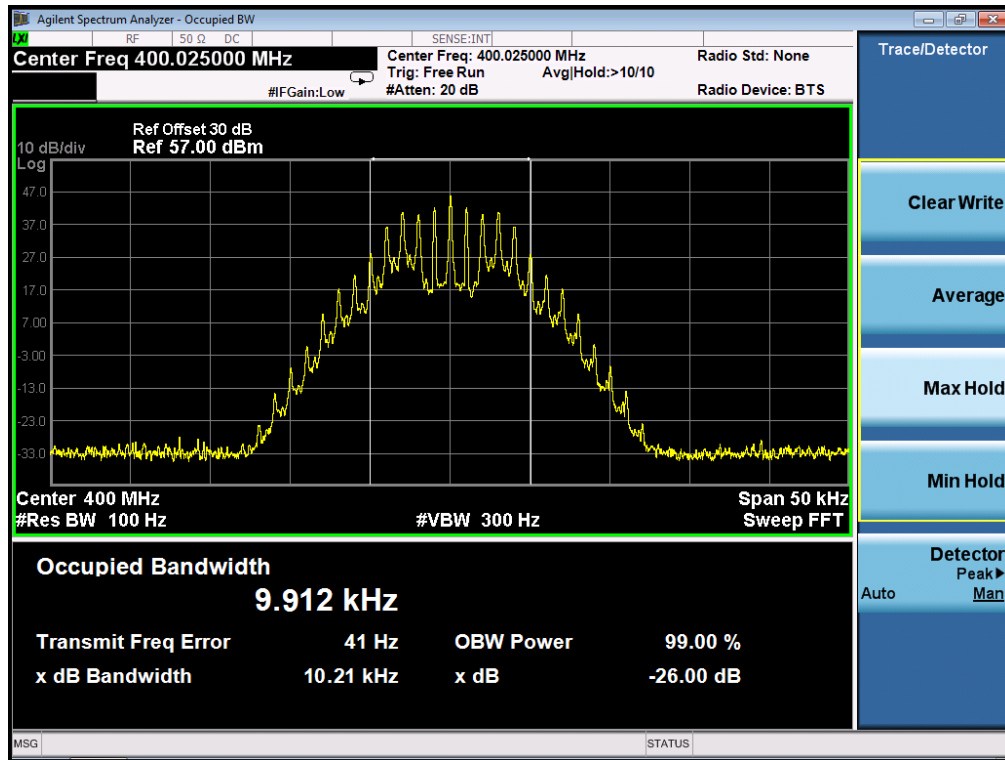 Agilent Spectrum Analyzer - Occupied BW
LXI RF 50 Ω DC SENSE:INT
Center Freq 400.025000 MHz
Center Freq: 400.025000 MHz
Radio Std: None
Trig: Free Run Avg|Hold:>10/10
#IFGain:Low
#Atten: 20 dB
Radio Device: BTS
Trace/Detector
Ref Offset 30 dB
10 dB/div Ref 57.00 dBm
Log
47.0
37.0
27.0
17.0
7.00
-3.00
-13.0
-23.0
-33.0
Center 400 MHz Span 50 kHz
#Res BW 100 Hz #VBW 300 Hz Sweep FFT
Occupied Bandwidth
9.912 kHz
Transmit Freq Error 41 Hz OBW Power 99.00 %
x dB Bandwidth 10.21 kHz x dB -26.00 dB
Clear Write
Average
Max Hold
Min Hold
Detector
Peak▶
Auto Man
MSG STATUS